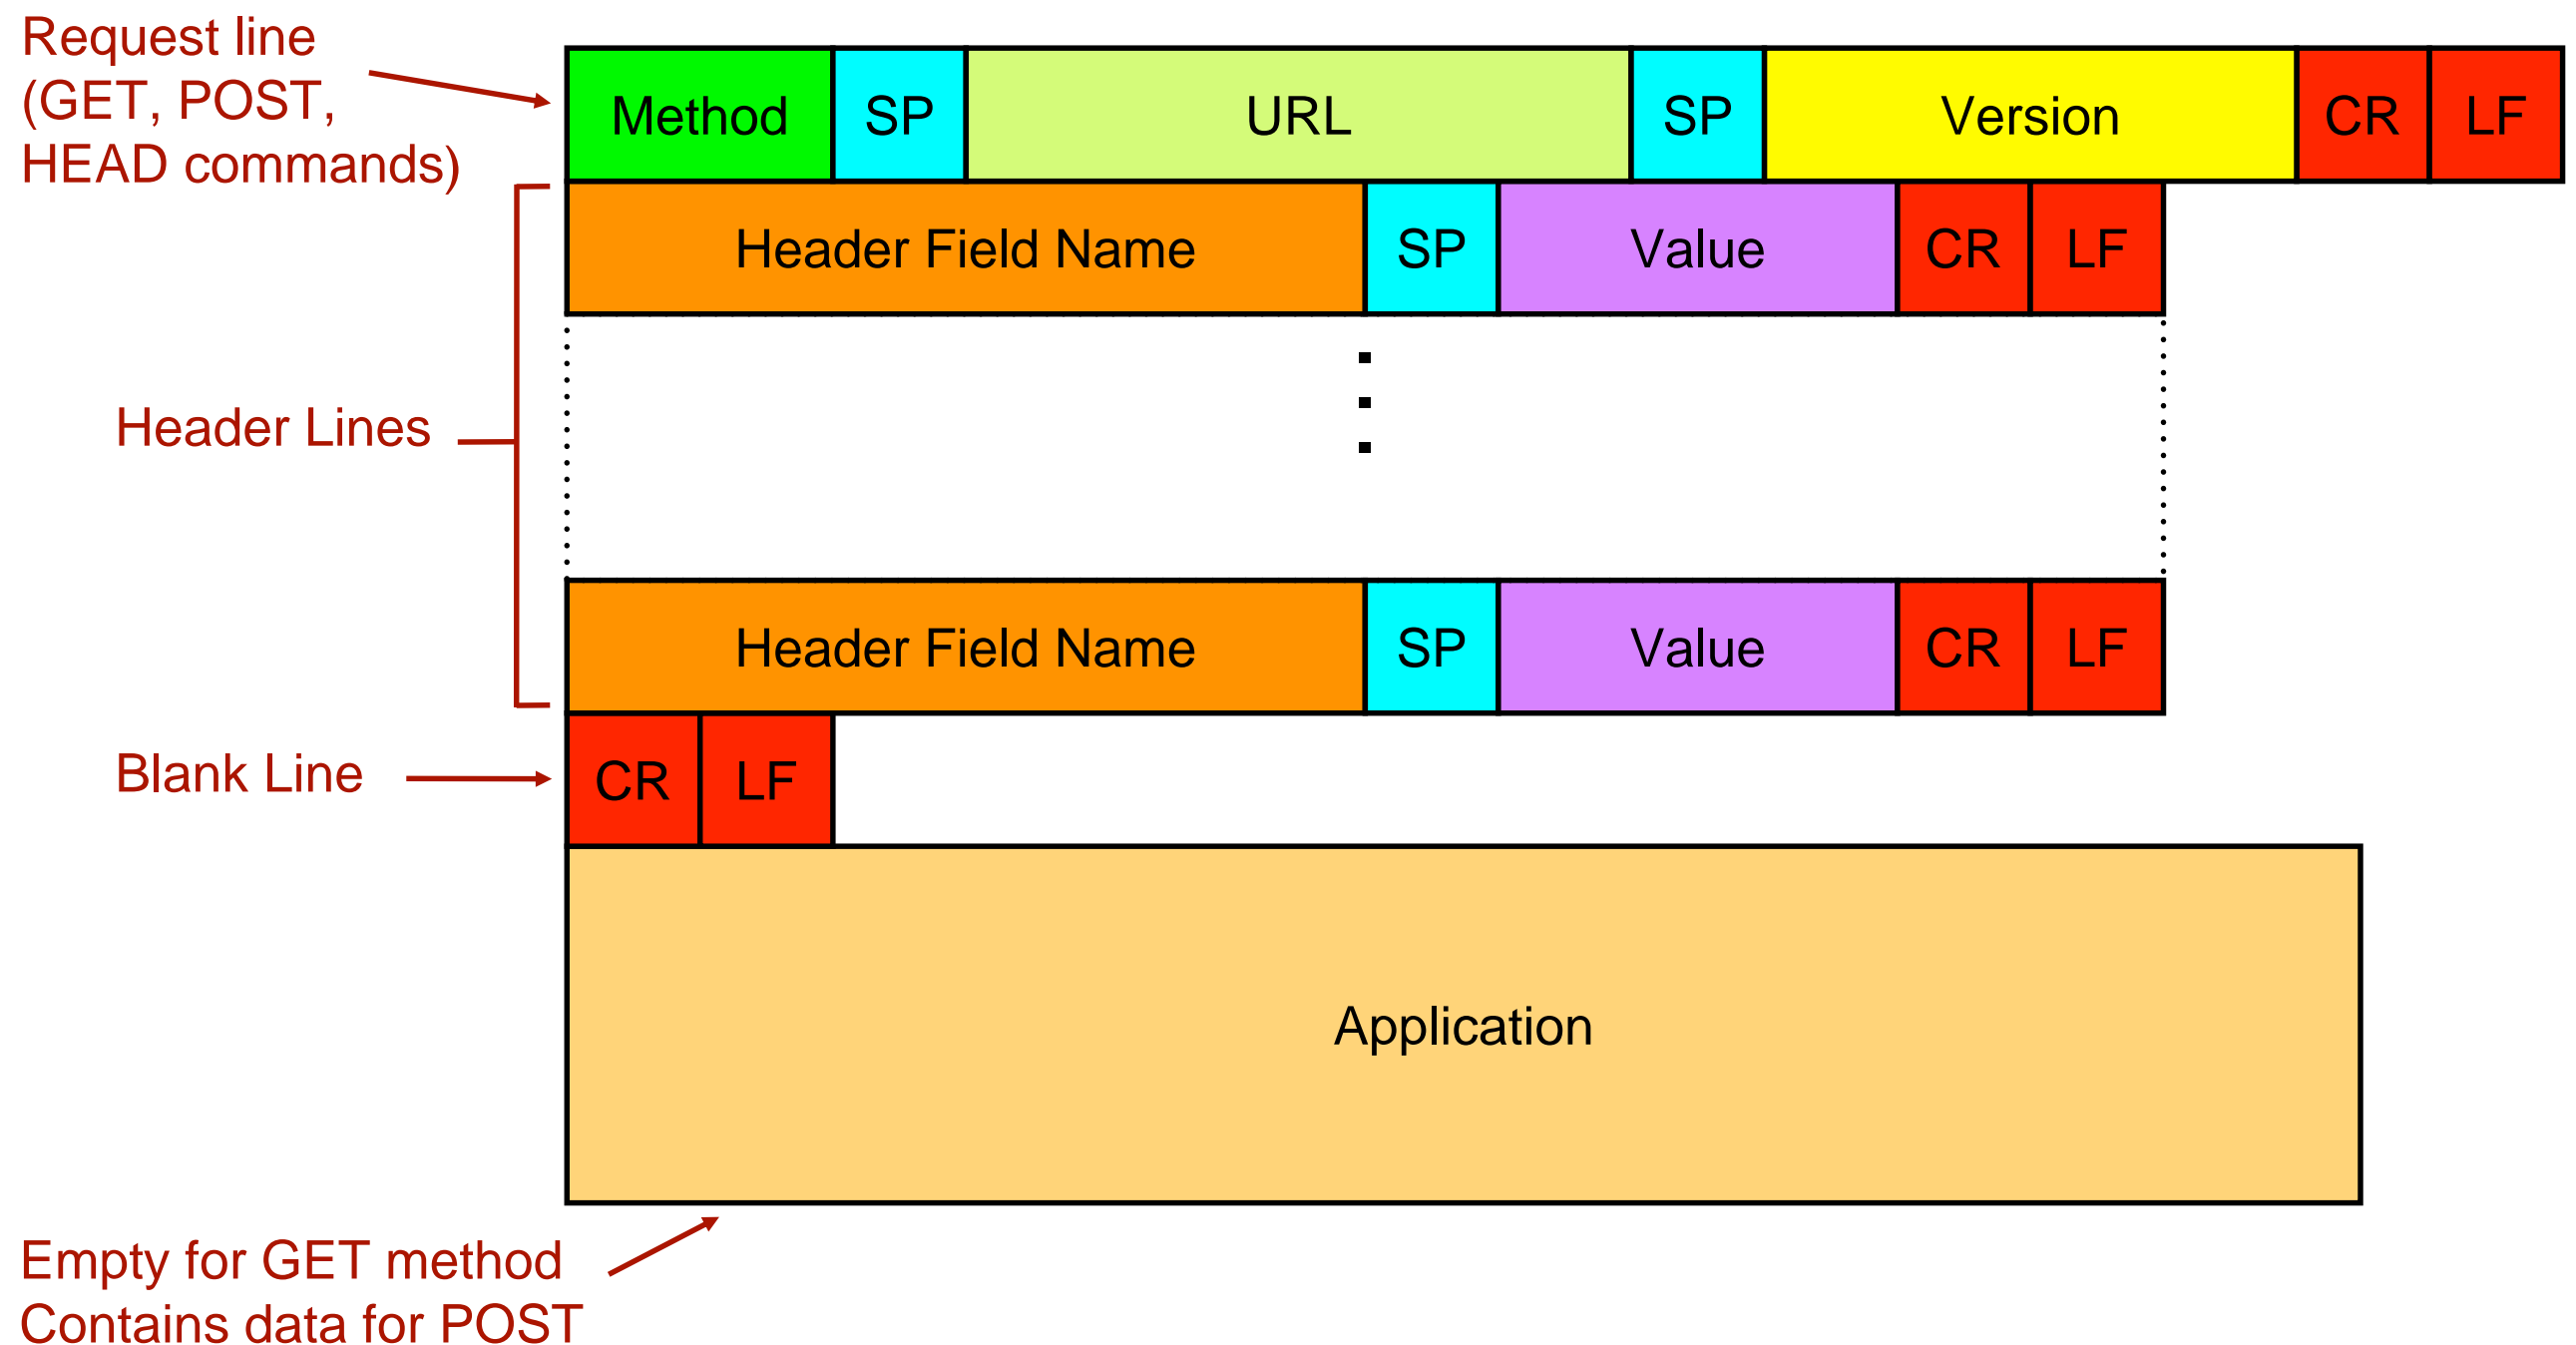 Request line
(GET, POST,
HEAD commands)
Method SP URL SP Version CR LF
Header Field Name SP Value CR LF
Header Lines
Header Field Name SP Value CR LF
Blank Line
CR LF
Application
Empty for GET method
Contains data for POST